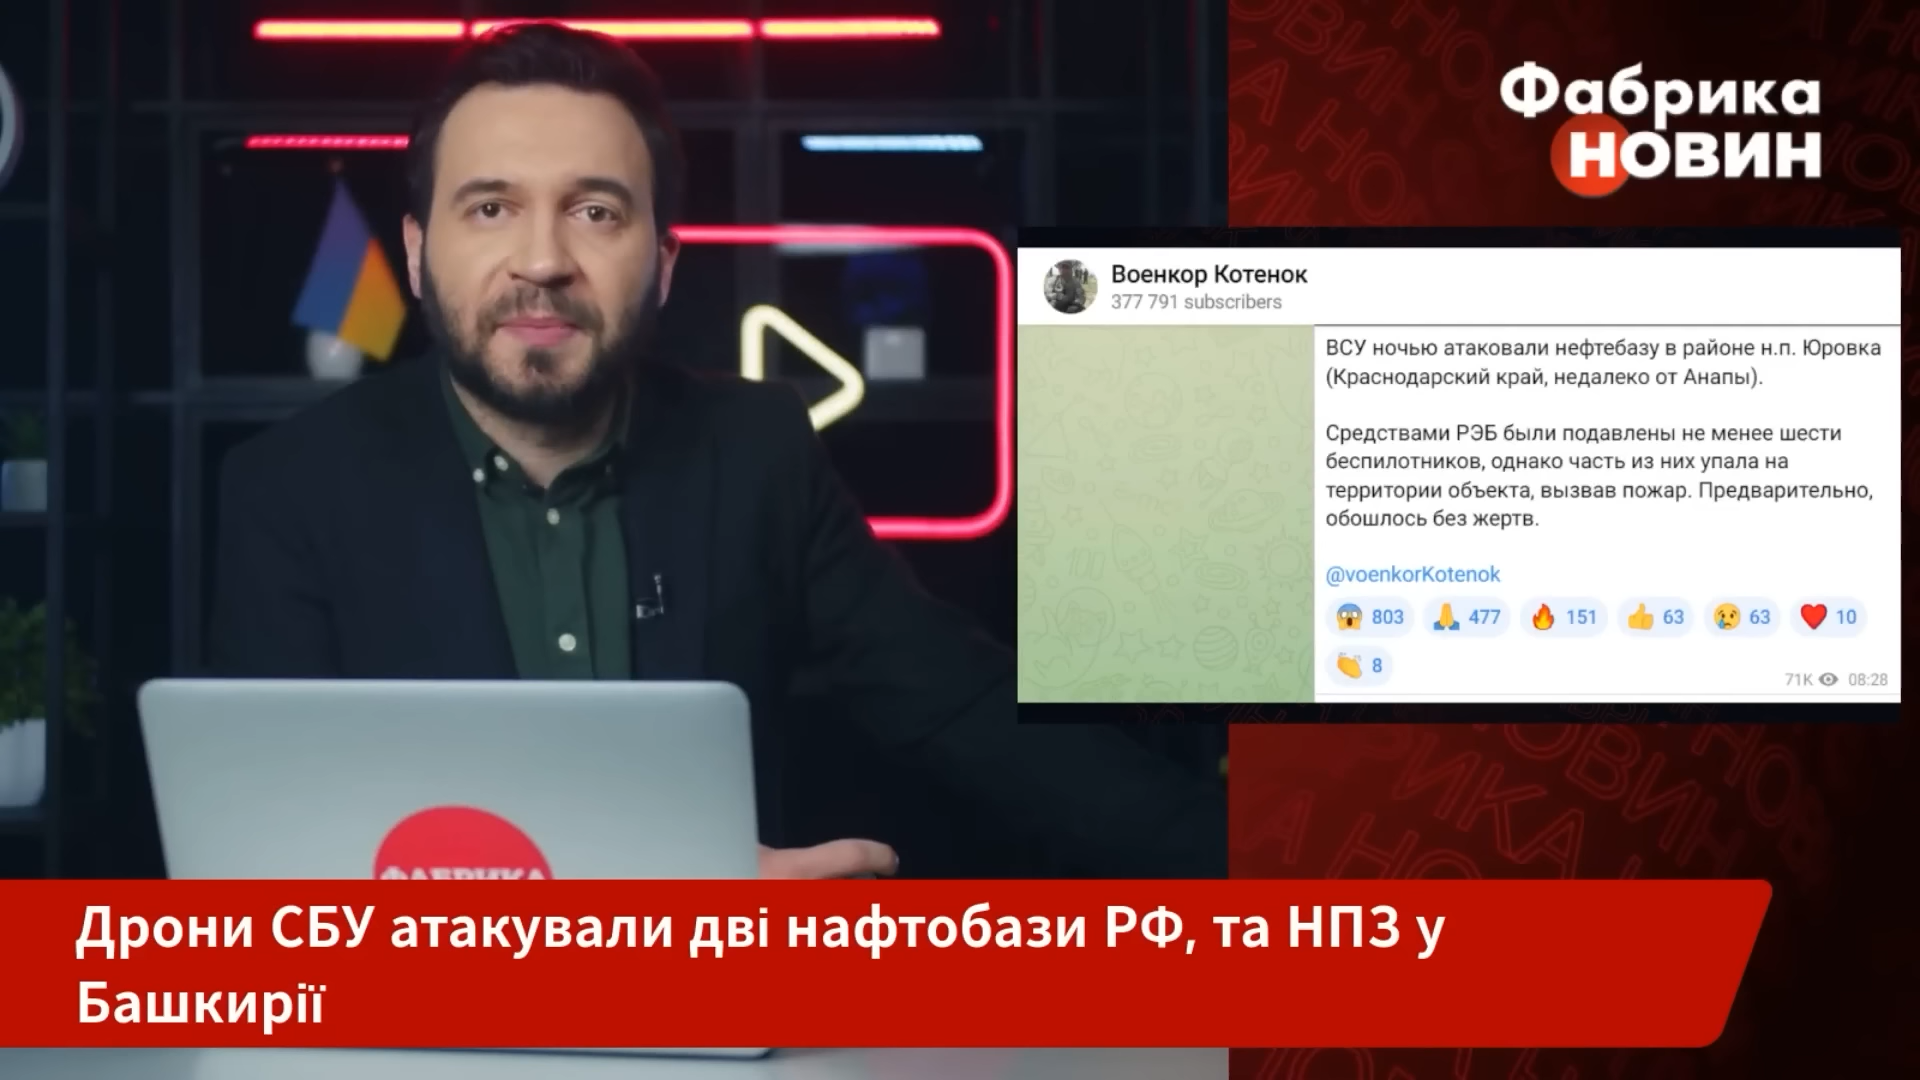 Фабрика
НОВИН
Военкор Котенок
377 791 subscribers
ВСУ ночью атаковали нефтебазу в районе н.п. Юровка
(Краснодарский край, недалеко от Анапы).
Средствами РЭБ были подавлены не менее шести
беспилотников, однако часть из них упала на
территории объекта, вызвав пожар. Предварительно,
обошлось без жертв.
@voenkorKotenok
803 477 151 63 63 10
8
71K 08:28
ФАБРИКА
Дрони СБУ атакували дві нафтобази РФ, та НПЗ у
Башкирії